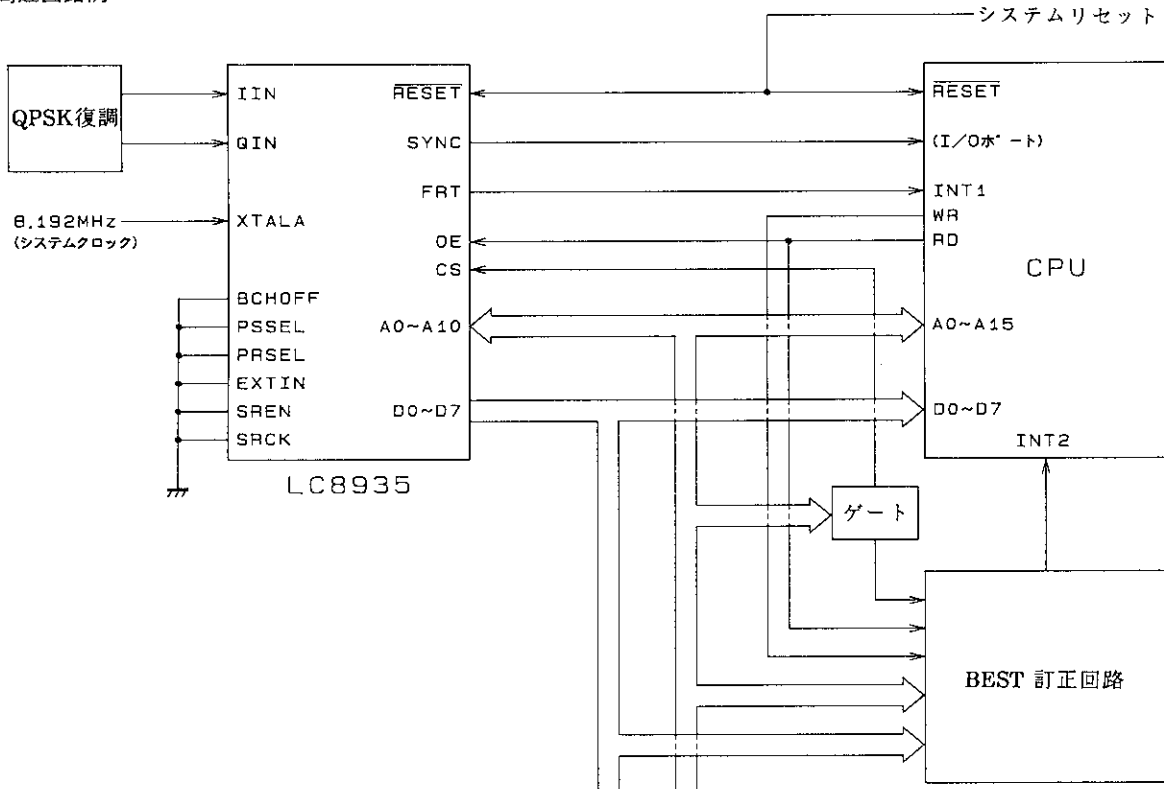 システムリセット
QPSK復調
IIN
QIN
8.192MHz
(システムクロック)
XTALA
BCHOFF
PSSEL
PRSEL
EXTIN
SREN
SRCK
RESET
SYNC
FRT
OE
CS
A0~A10
D0~D7
LC8935
RESET
(I/Oポート)
INT1
WR
RD
CPU
A0~A15
D0~D7
INT2
ゲート
BEST 訂正回路